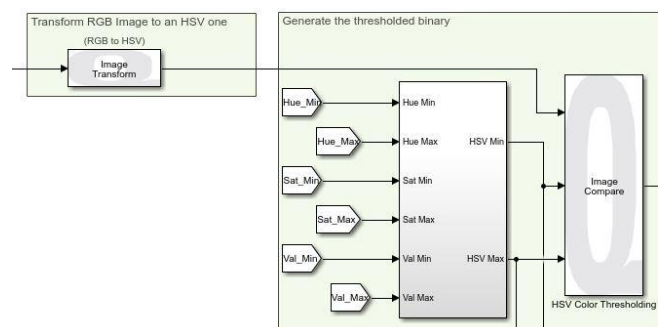 Transform RGB Image to an HSV one
(RGB to HSV)
Image
Transform
Generate the thresholded binary
Hue_Min
Hue Min
Hue_Max
Hue Max
HSV Min
Sat_Min
Sat Min
Sat_Max
Sat Max
Val_Min
Val Min
HSV Max
Val_Max
Val Max
Image
Compare
HSV Color Thresholding